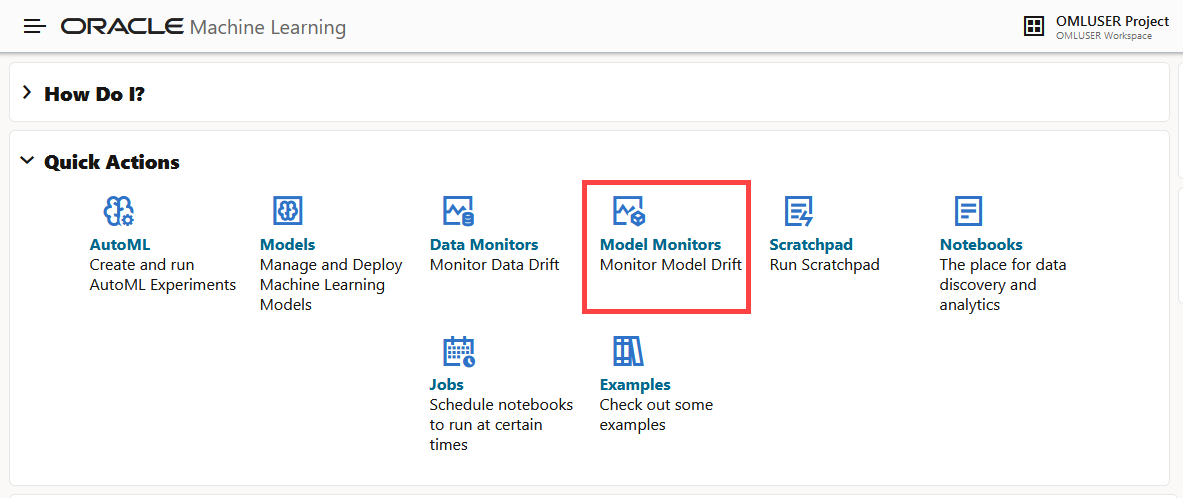 ORACLE Machine Learning
OMLUSER Project
OMLUSER Workspace
How Do I?
Quick Actions
AutoML
Create and run
AutoML Experiments
Models
Manage and Deploy
Machine Learning
Models
Data Monitors
Monitor Data Drift
Model Monitors
Monitor Model Drift
Scratchpad
Run Scratchpad
Notebooks
The place for data
discovery and
analytics
Jobs
Schedule notebooks
to run at certain
times
Examples
Check out some
examples